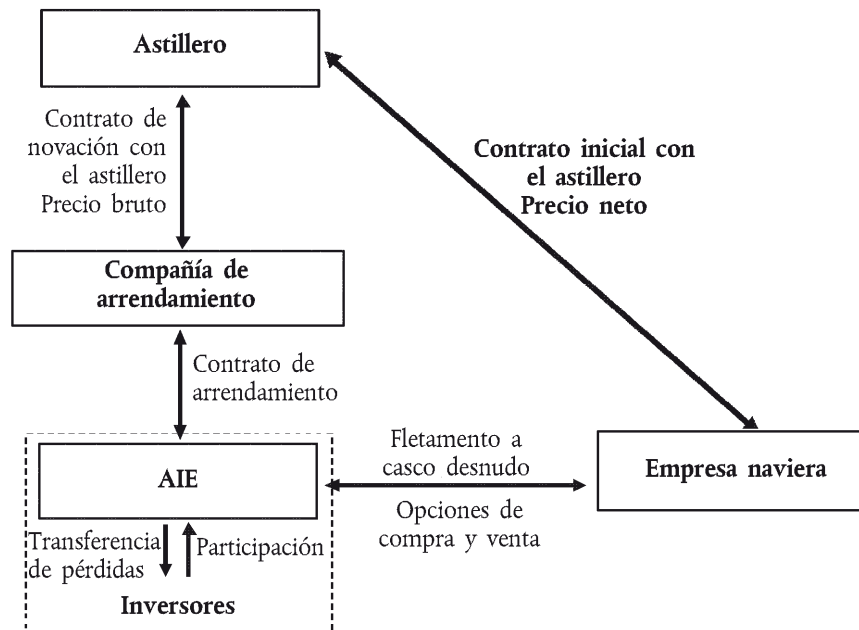 Astillero
Contrato de
novación con
el astillero
Precio bruto
Contrato inicial con
el astillero
Precio neto
Compañía de
arrendamiento
Contrato de
arrendamiento
AIE
Fletamento a
casco desnudo
Opciones de
compra y venta
Empresa naviera
Transferencia
de pérdidas
Participación
Inversores